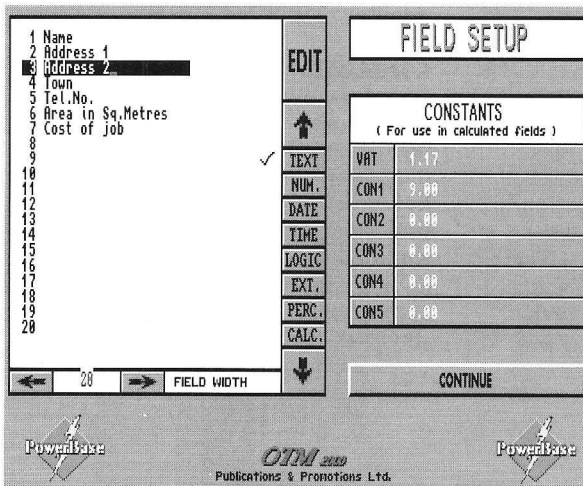 1 Name
2 Address 1
3 Address 2_
4 Town
5 Tel.No.
6 Area in Sq.Metres
7 Cost of job
8
9
10
11
12
13
14
15
16
17
18
19
20
EDIT
TEXT
NUM.
DATE
TIME
LOGIC
EXT.
PERC.
CALC.
20
FIELD WIDTH
FIELD SETUP
CONSTANTS
( For use in calculated fields )
VAT 1.17
CON1 9.00
CON2 0.00
CON3 0.00
CON4 0.00
CON5 0.00
CONTINUE
PowerBase
OTM
Publications & Promotions Ltd.
PowerBase